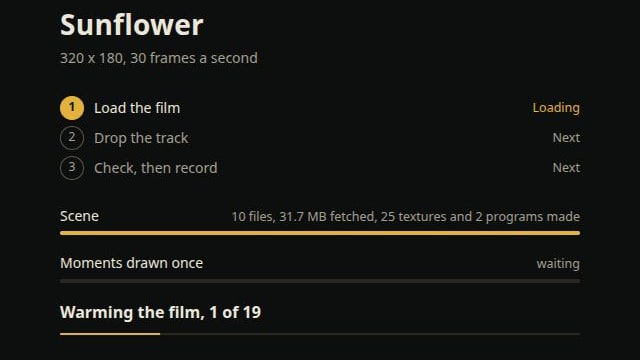 Sunflower
320 x 180, 30 frames a second
1 Load the film Loading
2 Drop the track Next
3 Check, then record Next
Scene 10 files, 31.7 MB fetched, 25 textures and 2 programs made
Moments drawn once waiting
Warming the film, 1 of 19